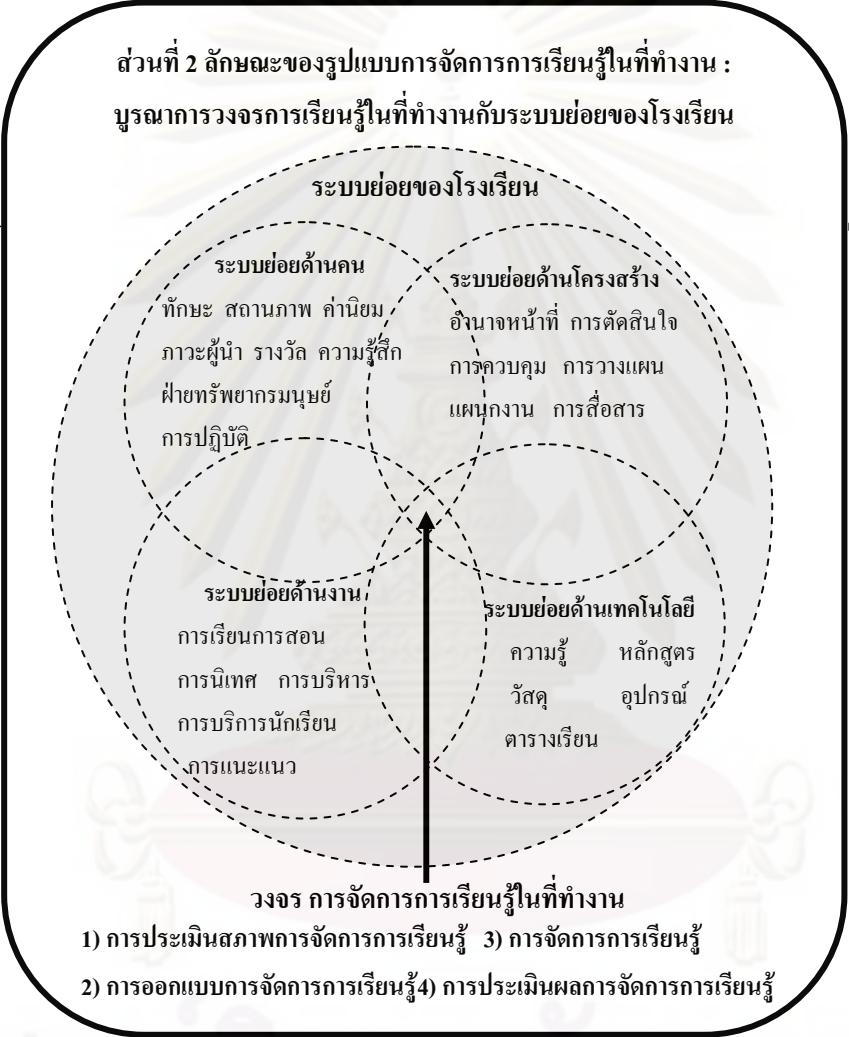 ส่วนที่ 2 ลักษณะของรูปแบบการจัดการการเรียนรู้ในที่ทำงาน :
บูรณาการวงจรการเรียนรู้ในที่ทำงานกับระบบย่อยของโรงเรียน
ระบบย่อยของโรงเรียน
ระบบย่อยด้านคน
ทักษะ สถานภาพ ค่านิยม
ภาวะผู้นำ รางวัล ความรู้สึก
ฝ่ายทรัพยากรมนุษย์
การปฏิบัติ
ระบบย่อยด้านโครงสร้าง
อำนาจหน้าที่ การตัดสินใจ
การควบคุม การวางแผน
แผนกงาน การสื่อสาร
ระบบย่อยด้านงาน
การเรียนการสอน
การนิเทศ การบริหาร
การบริการนักเรียน
การแนะแนว
ระบบย่อยด้านเทคโนโลยี
ความรู้ หลักสูตร
วัสดุ อุปกรณ์
ตารางเรียน
วงจร การจัดการการเรียนรู้ในที่ทำงาน
1) การประเมินสภาพการจัดการการเรียนรู้ 3) การจัดการการเรียนรู้
2) การออกแบบการจัดการการเรียนรู้4) การประเมินผลการจัดการการเรียนรู้